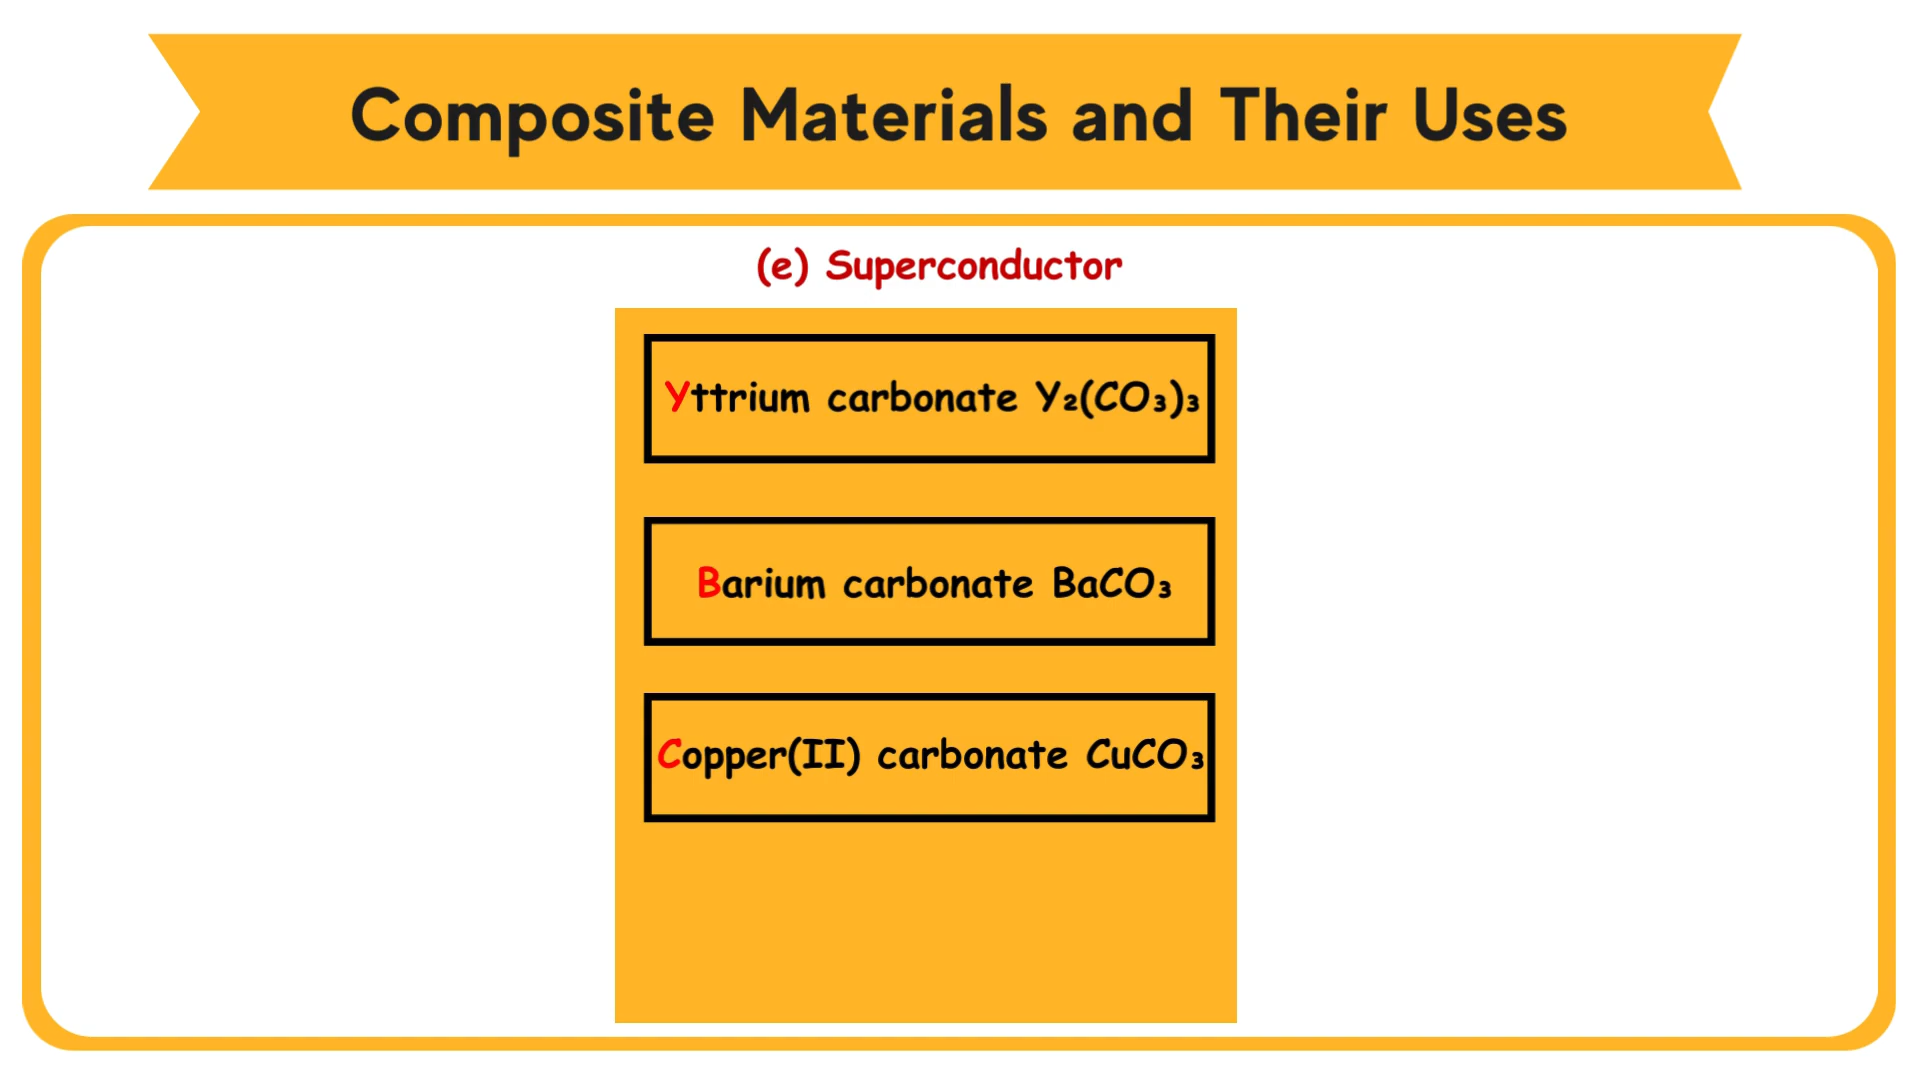 Composite Materials and Their Uses
(e) Superconductor
Yttrium carbonate Y₂(CO₃)₃
Barium carbonate BaCO₃
Copper(II) carbonate CuCO₃